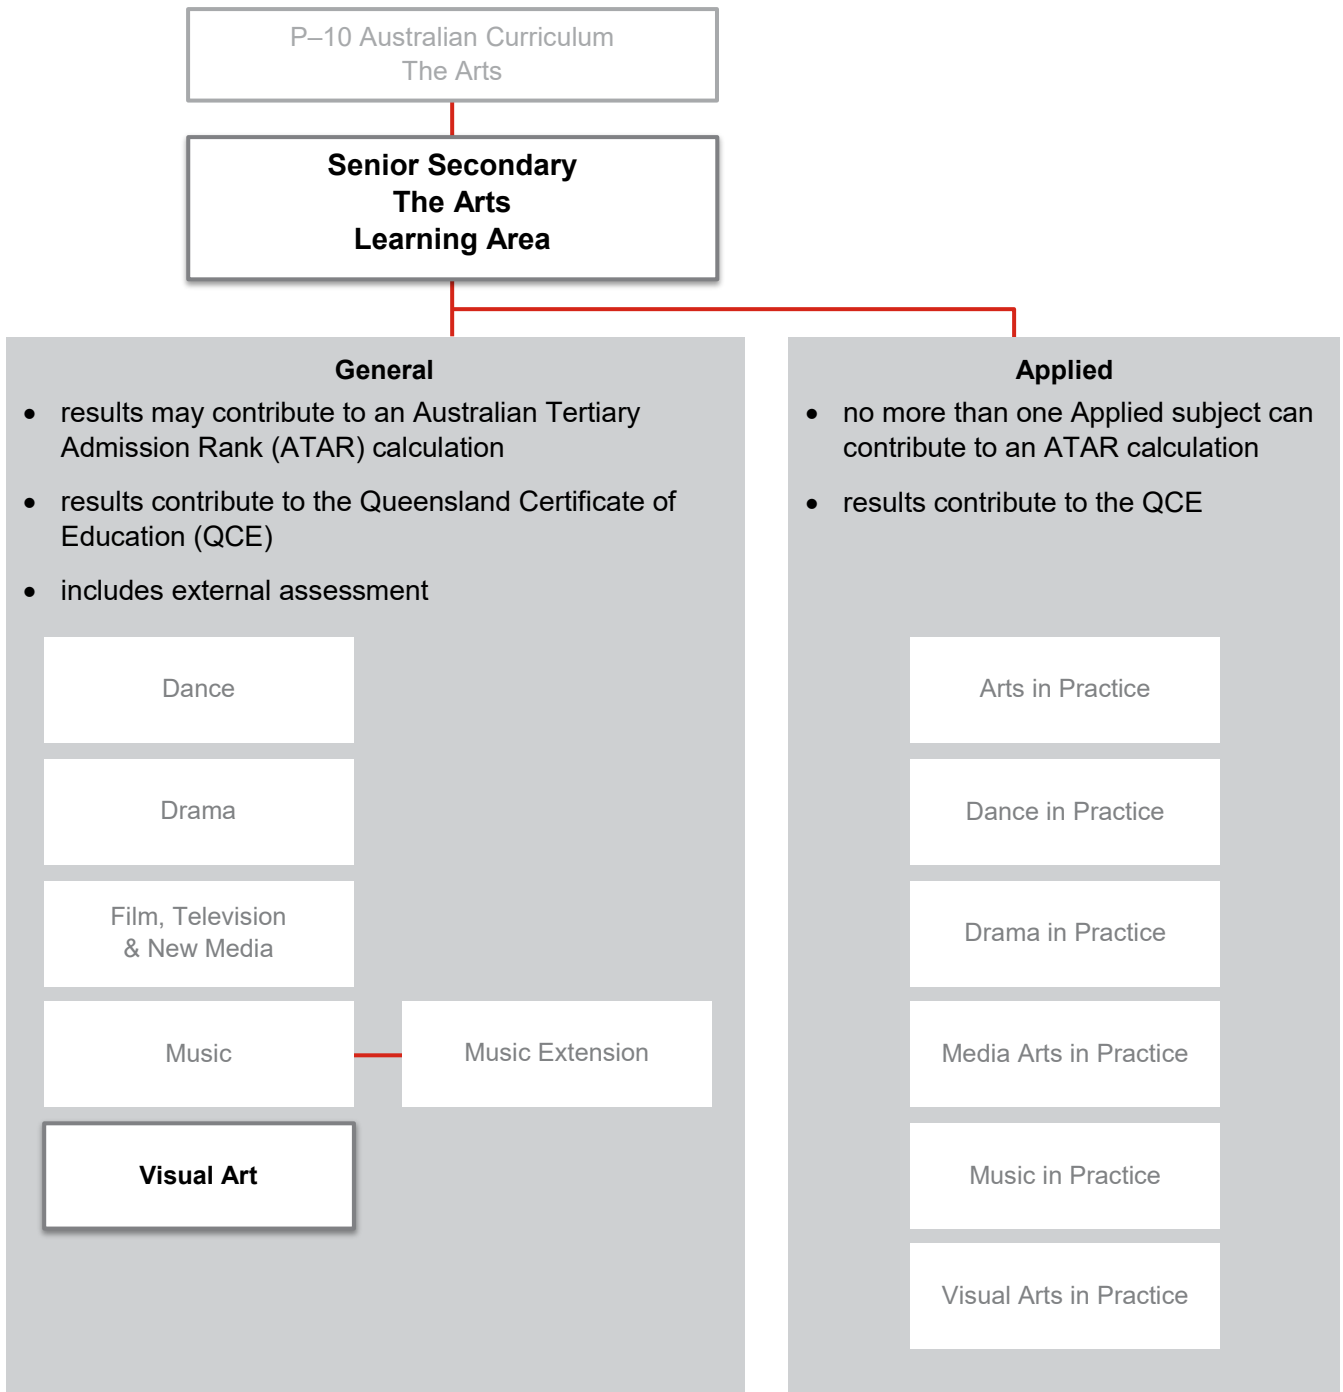 P–10 Australian Curriculum
The Arts
Senior Secondary
The Arts
Learning Area
General
• results may contribute to an Australian Tertiary
Admission Rank (ATAR) calculation
• results contribute to the Queensland Certificate of
Education (QCE)
• includes external assessment
Dance
Drama
Film, Television
& New Media
Music
Music Extension
Visual Art
Applied
• no more than one Applied subject can
contribute to an ATAR calculation
• results contribute to the QCE
Arts in Practice
Dance in Practice
Drama in Practice
Media Arts in Practice
Music in Practice
Visual Arts in Practice